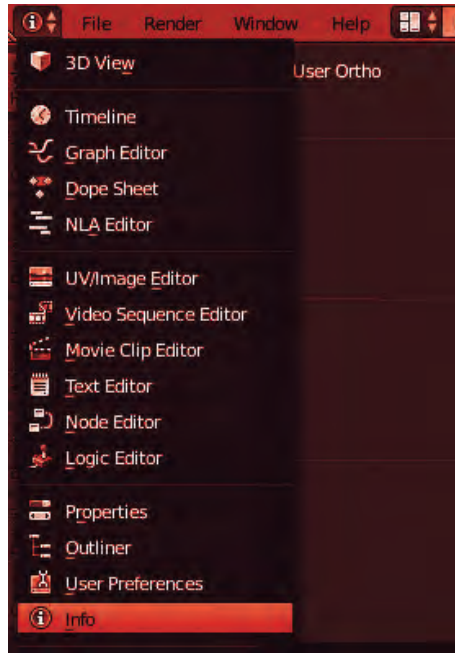 File Render Window Help
3D View
User Ortho
Timeline
Graph Editor
Dope Sheet
NLA Editor
UV/Image Editor
Video Sequence Editor
Movie Clip Editor
Text Editor
Node Editor
Logic Editor
Properties
Outliner
User Preferences
Info